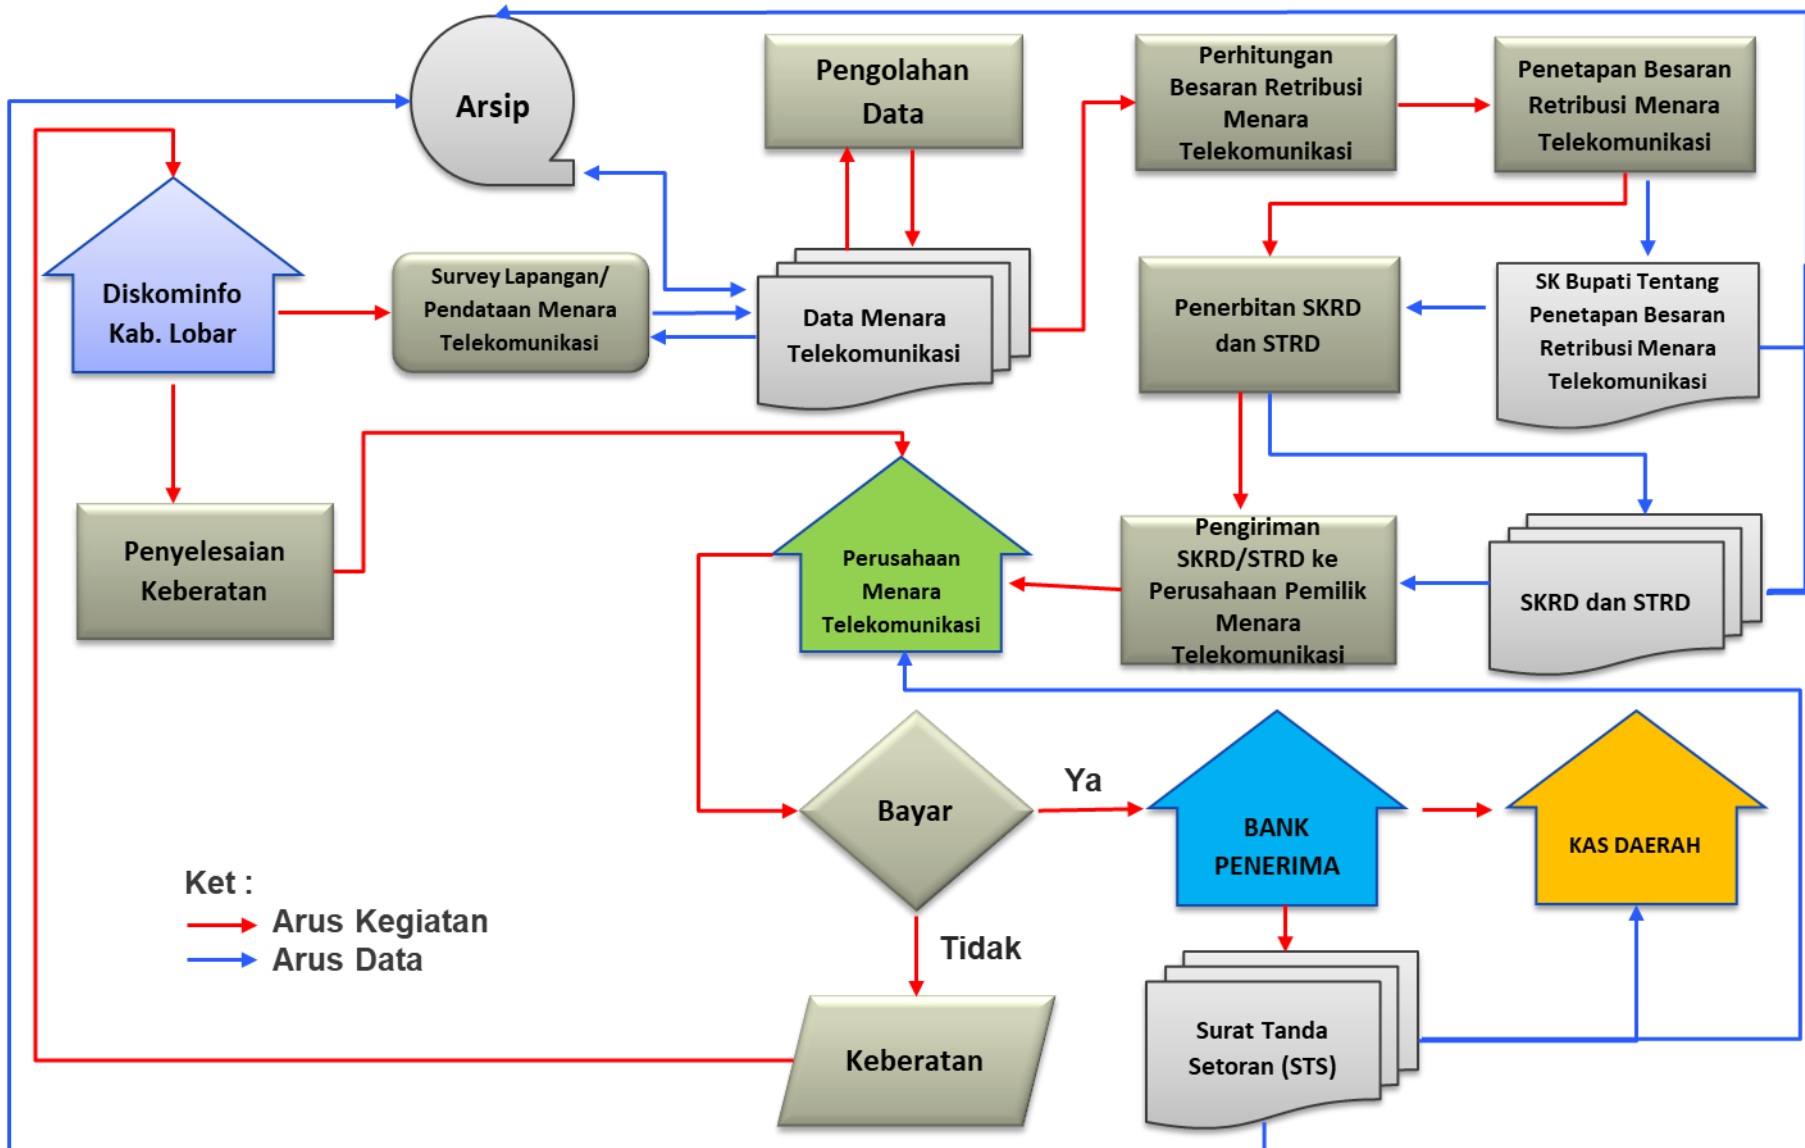 Arsip
Pengolahan
Data
Perhitungan
Besaran Retribusi
Menara
Telekomunikasi
Penetapan Besaran
Retribusi Menara
Telekomunikasi
Diskominfo
Kab. Lobar
Survey Lapangan/
Pendataan Menara
Telekomunikasi
Data Menara
Telekomunikasi
Penerbitan SKRD
dan STRD
SK Bupati Tentang
Penetapan Besaran
Retribusi Menara
Telekomunikasi
Penyelesaian
Keberatan
Perusahaan
Menara
Telekomunikasi
Pengiriman
SKRD/STRD ke
Perusahaan Pemilik
Menara
Telekomunikasi
SKRD dan STRD
Bayar
Ya
BANK
PENERIMA
KAS DAERAH
Ket :
Arus Kegiatan
Arus Data
Tidak
Keberatan
Surat Tanda
Setoran (STS)